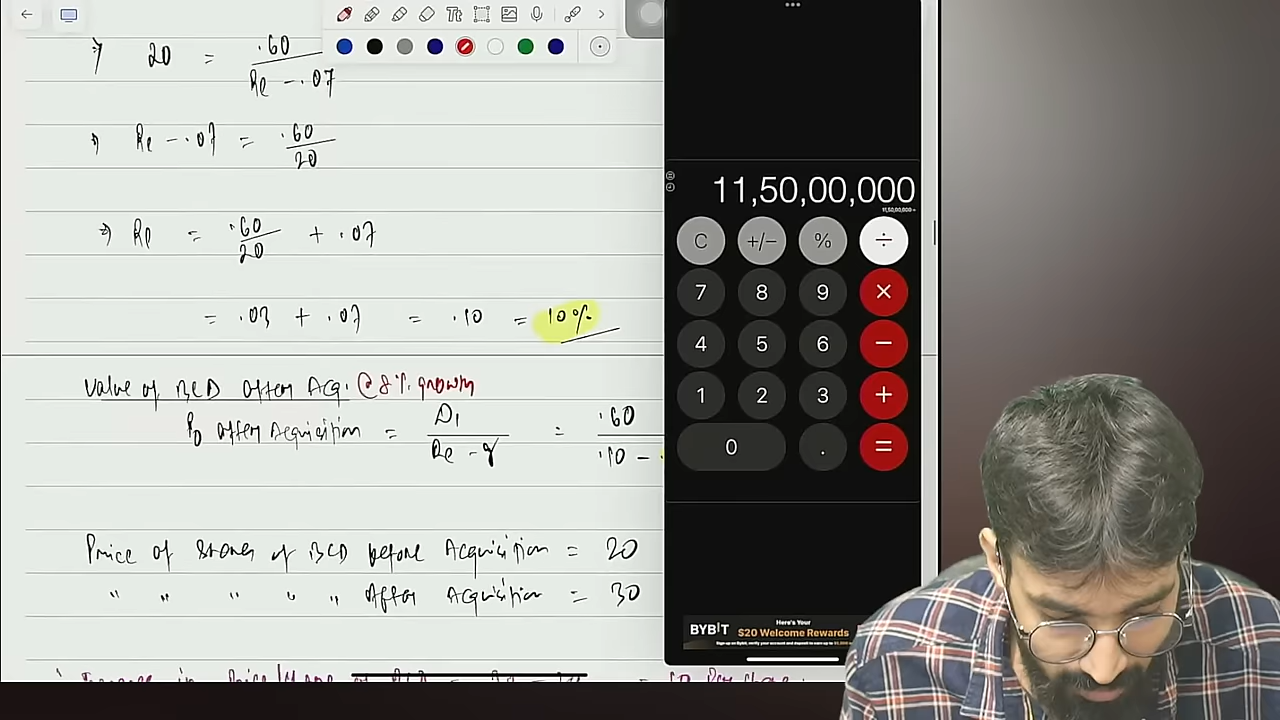 Tt
⇒ 20 = .60 / Re - .07
⇒ Re - .07 = .60 / 20
⇒ Re = .60 / 20 + .07
= .03 + .07 = .10 = 10%
Value of BCD after Acq. @ 8% growth
P0 after Acquisition = D1 / Re - g = .60 / .10 -
Price of Shares of BCD before Acquisition = 20
" " " " " After Acquisition = 30
11,50,00,000
C +/- % ÷
7 8 9 ×
4 5 6 −
1 2 3 +
0 . =
BYBIT
Here's Your
$20 Welcome Rewards